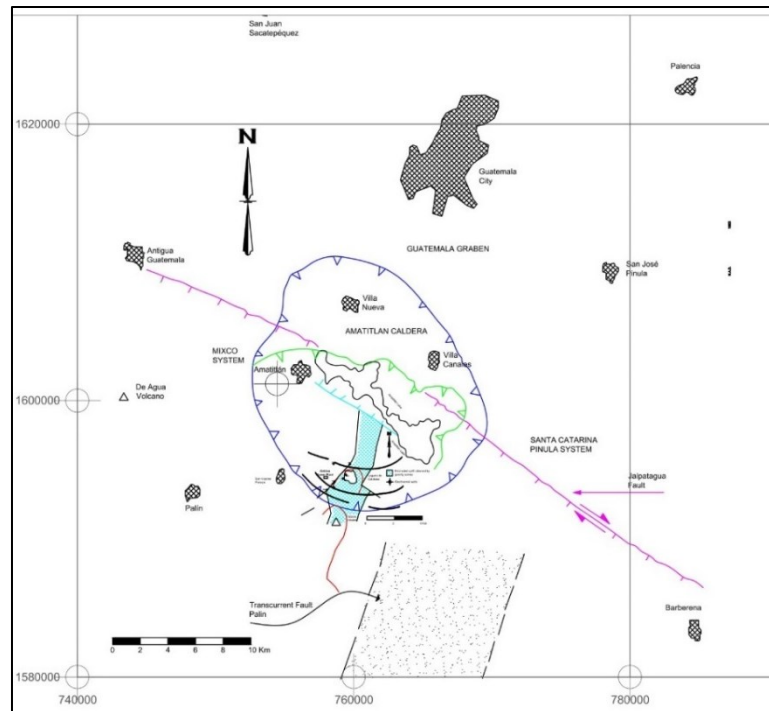 San Juan
Sacatepéquez
Palencia
1620000
N
Guatemala
City
GUATEMALA GRABEN
Antigua
Guatemala
San José
Pinula
Villa
Nueva
AMATITLAN CALDERA
MIXCO
SYSTEM
Villa
Canales
Amatitlán
De Agua
Volcano
1600000
SANTA CATARINA
PINULA SYSTEM
Jalpatagua
Fault
Palín
Transcurrent Fault
Palin
Barberena
0 2 4 6 8 10 Km
1580000
740000
760000
780000